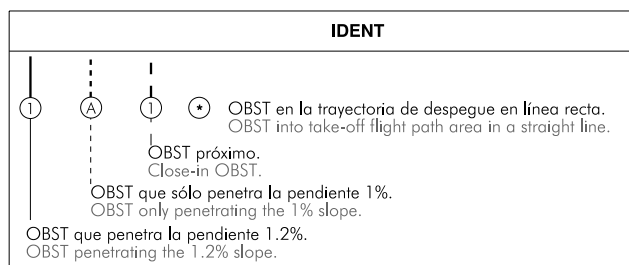 IDENT
1 A 1 * OBST en la trayectoria de despegue en línea recta.
OBST into take-off flight path area in a straight line.
OBST próximo.
Close-in OBST.
OBST que sólo penetra la pendiente 1%.
OBST only penetrating the 1% slope.
OBST que penetra la pendiente 1.2%.
OBST penetrating the 1.2% slope.